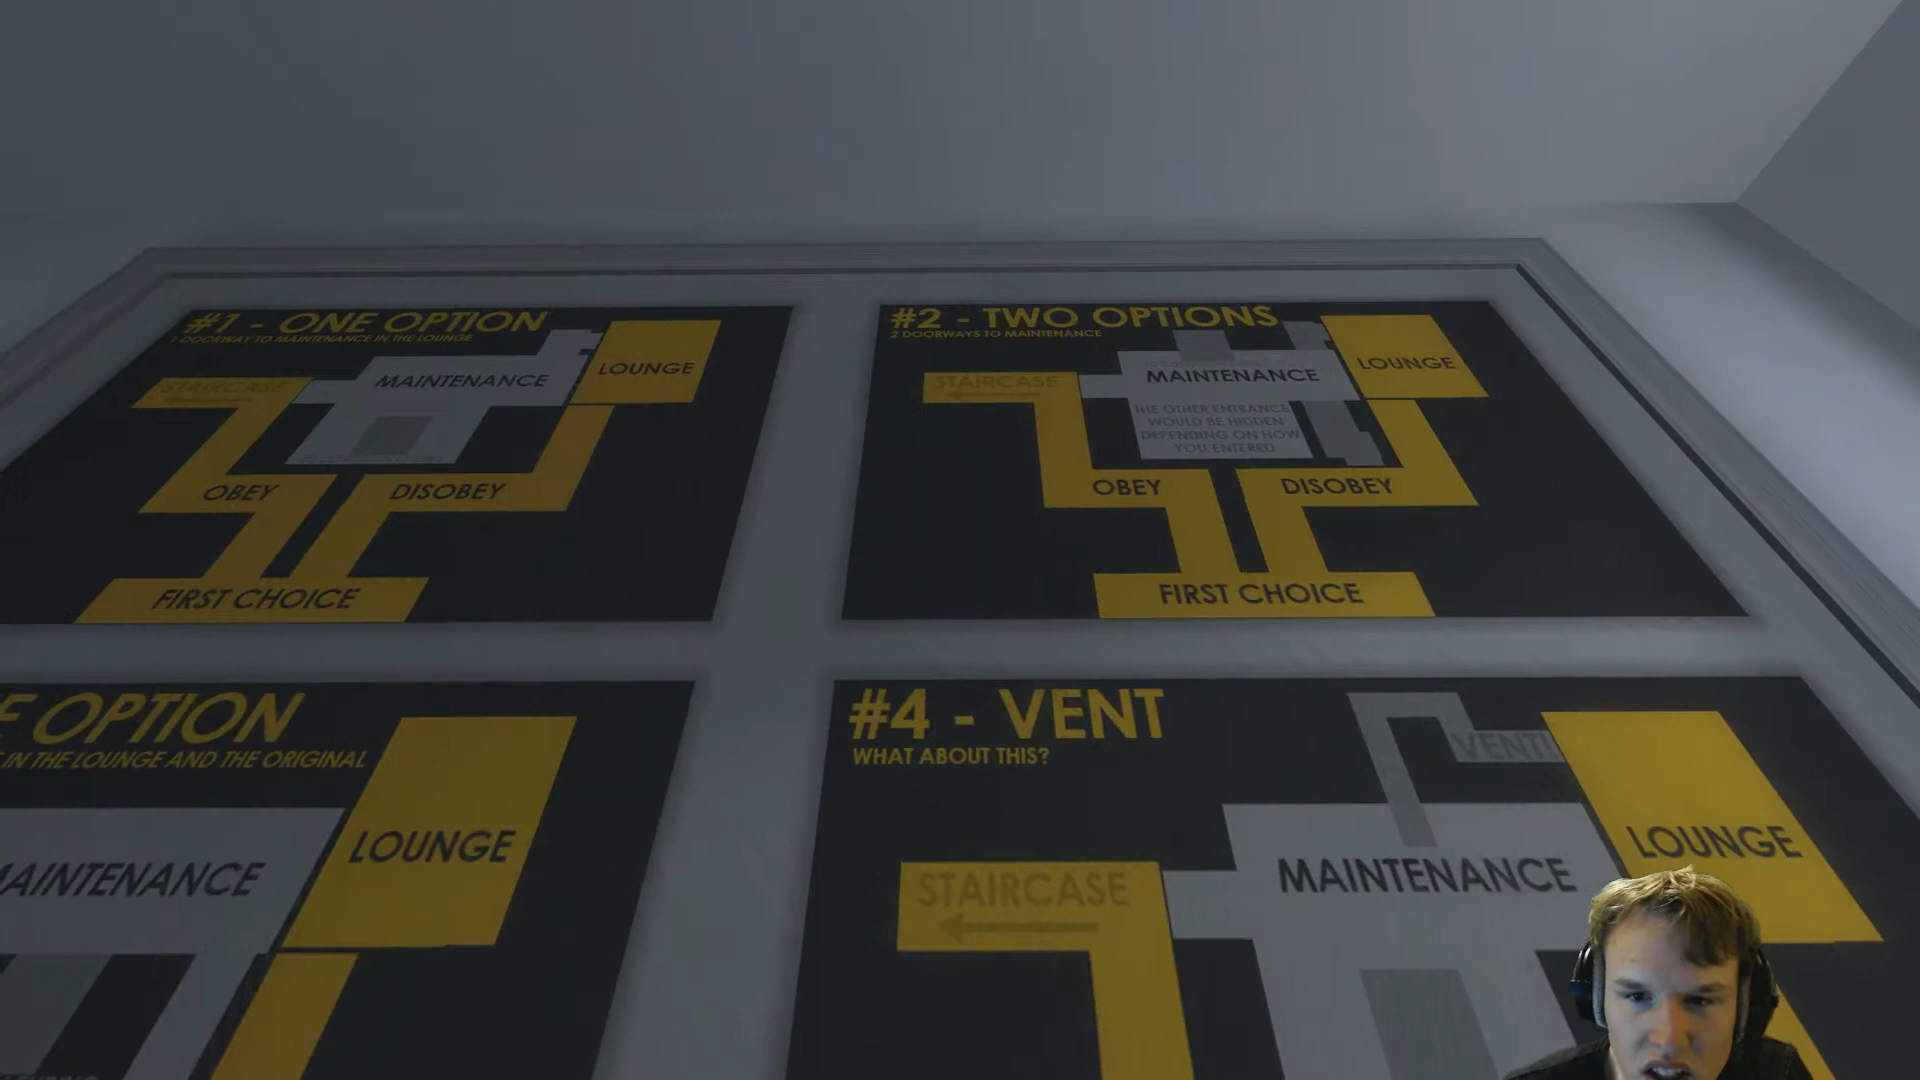 #1 - ONE OPTION
1 DOORWAY TO MAINTENANCE IN THE LOUNGE
STAIRCASE
MAINTENANCE
LOUNGE
OBEY
DISOBEY
FIRST CHOICE
#2 - TWO OPTIONS
2 DOORWAYS TO MAINTENANCE
STAIRCASE
MAINTENANCE
LOUNGE
THE OTHER ENTRANCE
WOULD BE HIDDEN
DEPENDING ON HOW
YOU ENTERED
OBEY
DISOBEY
FIRST CHOICE
OPTION
IN THE LOUNGE AND THE ORIGINAL
LOUNGE
MAINTENANCE
#4 - VENT
WHAT ABOUT THIS?
VENT!
LOUNGE
STAIRCASE
MAINTENANCE